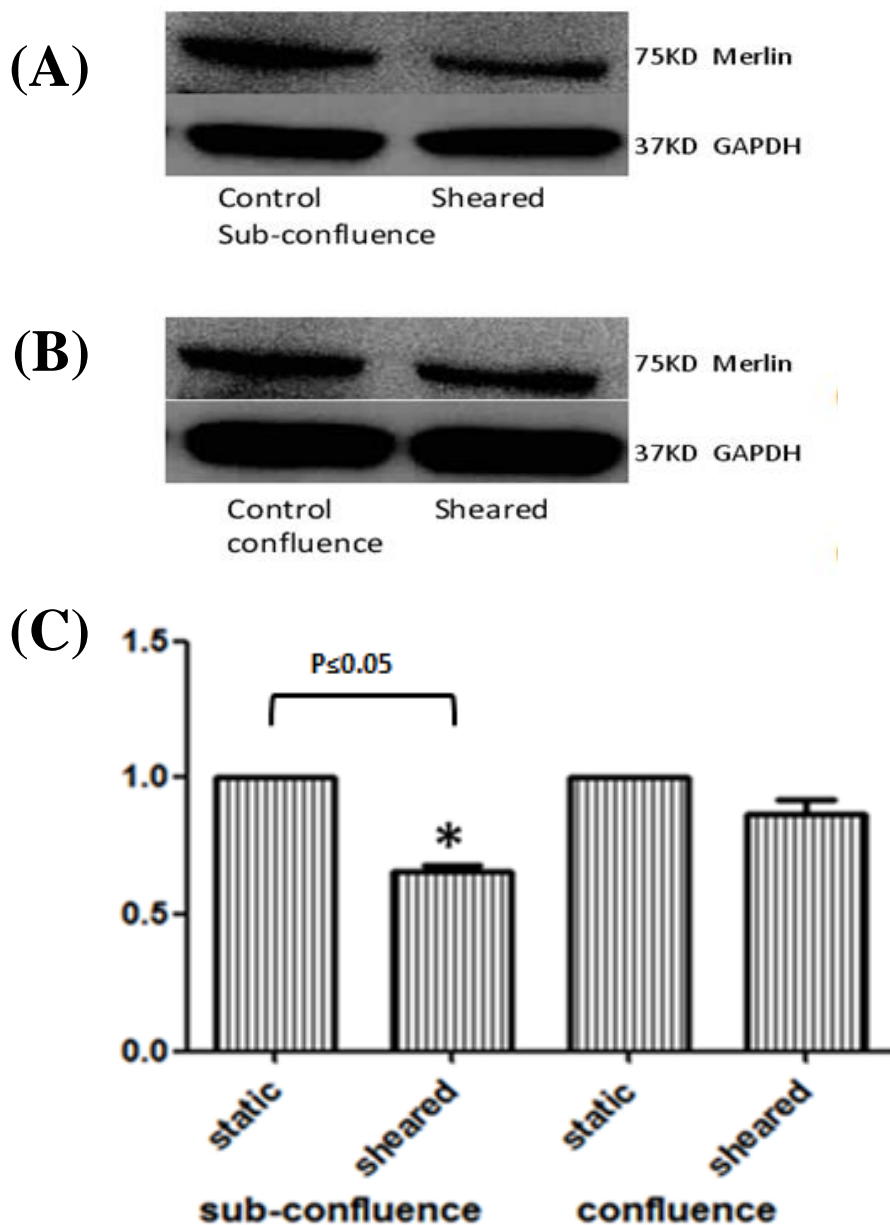 (A)
75KD Merlin
37KD GAPDH
Control Sheared
Sub-confluence
(B)
75KD Merlin
37KD GAPDH
Control Sheared
confluence
(C)
1.5
P≤0.05
1.0
*
0.5
0.0
static sheared static sheared
sub-confluence confluence